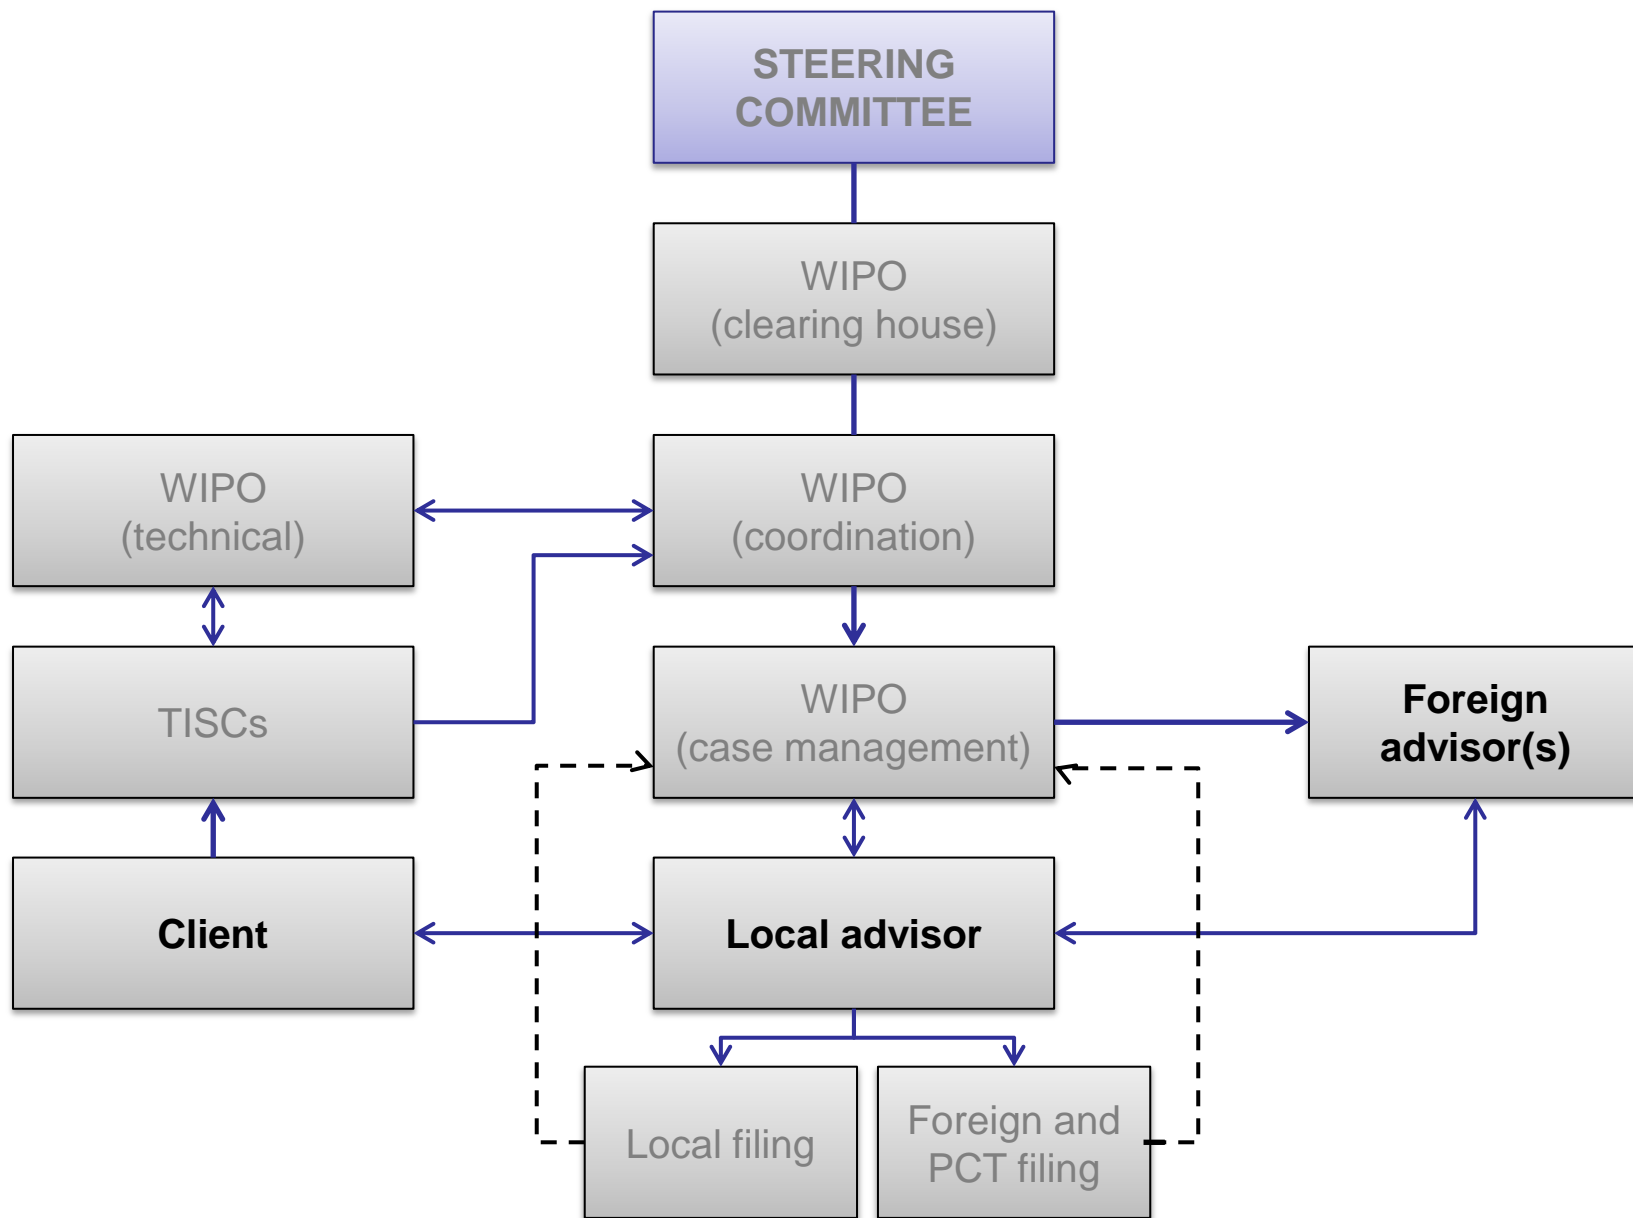 STEERING
COMMITTEE
WIPO
(clearing house)
WIPO
(technical)
WIPO
(coordination)
TISCs
WIPO
(case management)
Foreign
advisor(s)
Client
Local advisor
Local filing
Foreign and
PCT filing